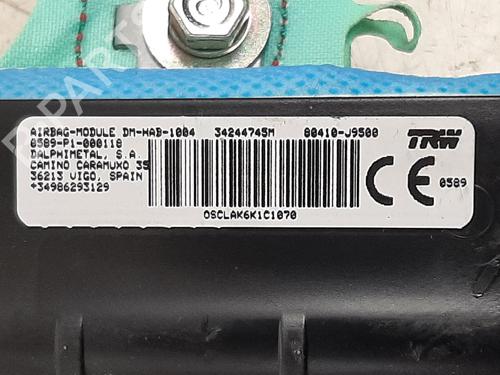 AIRBAG-MODULE DM-HAB-1004 34244745M 80410-J9500
8589-P1-000118
DALPHIMETAL, S.A.
CAMINO CARAMUXO 35
36213 VIGO, SPAIN
+34986293129
TRW
CE 0589
OSCLAK6K1C1070